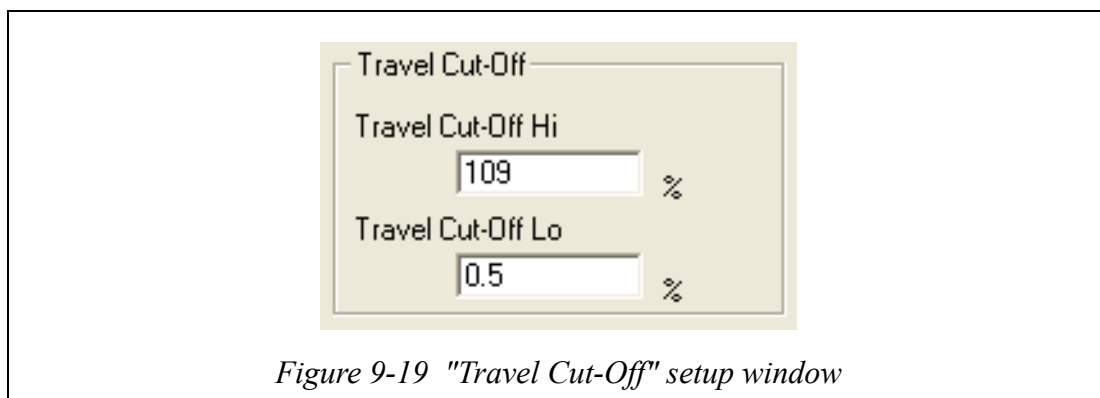 Travel Cut-Off
Travel Cut-Off Hi
109 %
Travel Cut-Off Lo
0.5 %
Figure 9-19 "Travel Cut-Off" setup window